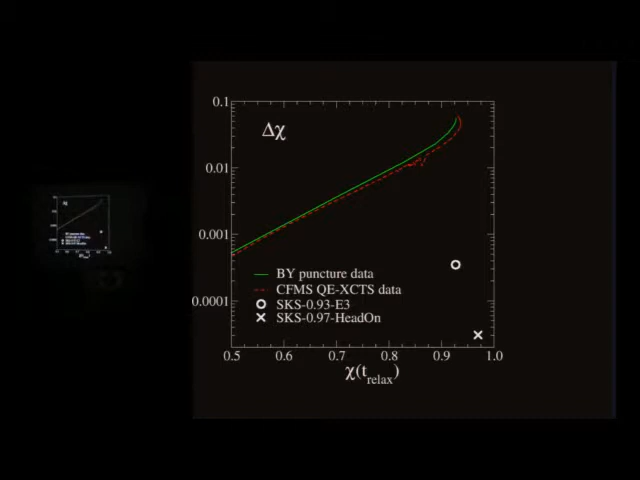 0.1
Δχ
0.01
0.001
BY puncture data
CFMS QE-XCTS data
SKS-0.93-E3
0.0001
SKS-0.97-HeadOn
0.5 0.6 0.7 0.8 0.9 1.0
χ(t_relax)